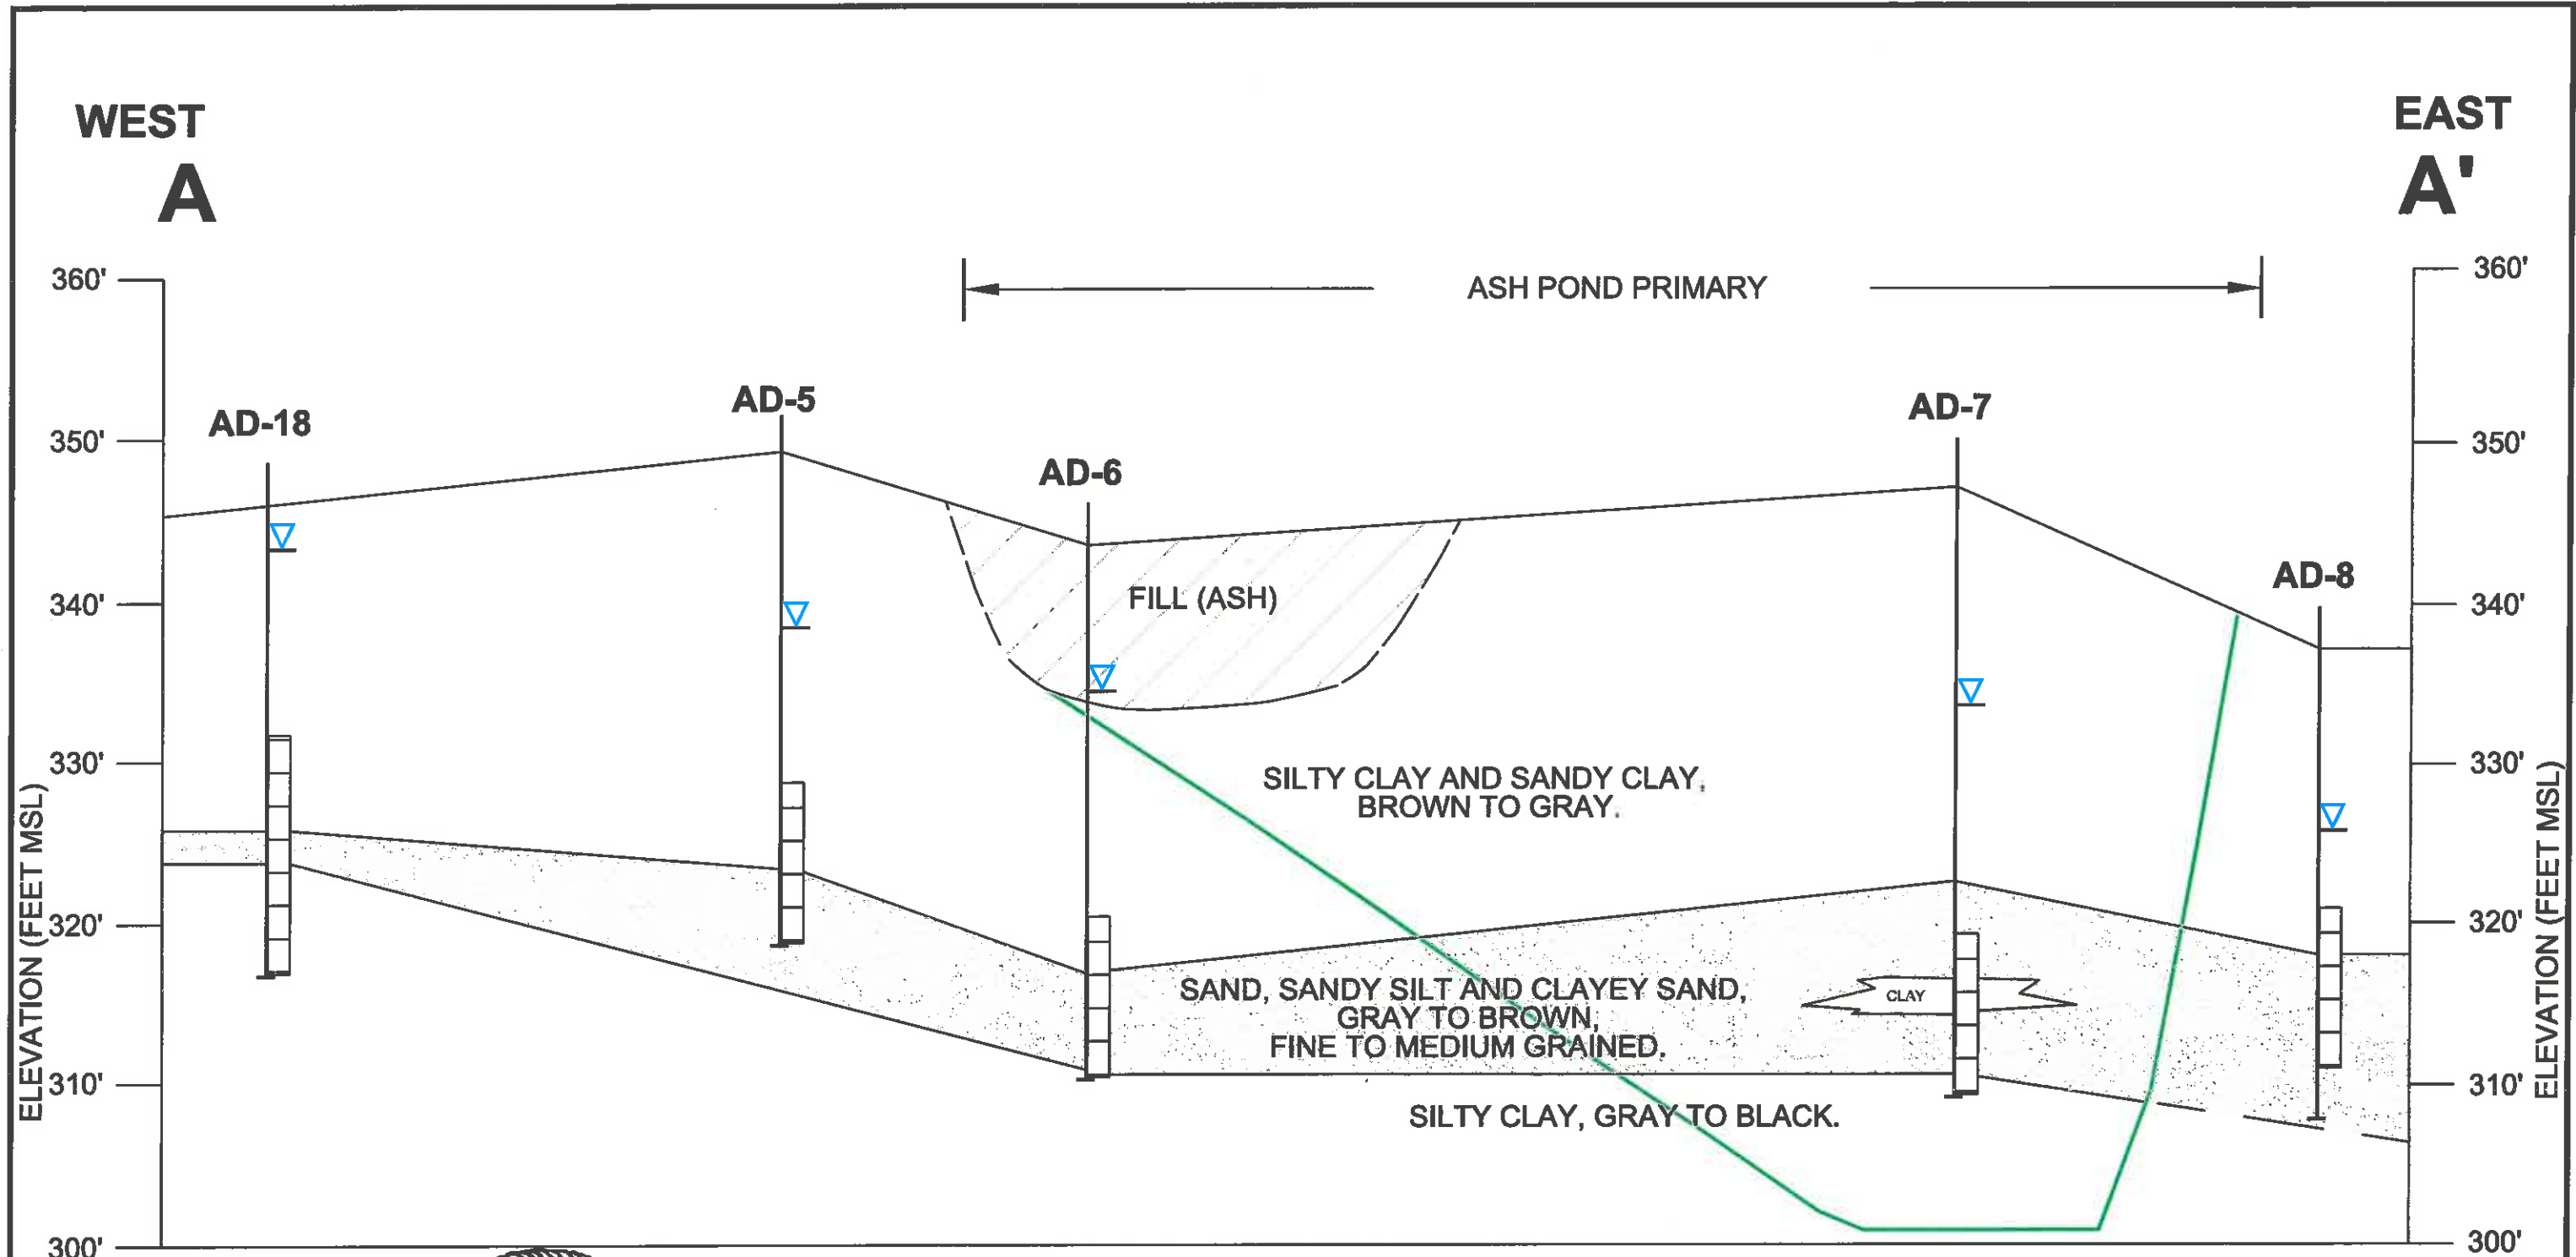 WEST
EAST
A
A'
360'
ASH POND PRIMARY
360'
AD-18
AD-5
AD-6
AD-7
AD-8
350'
350'
340'
340'
FILL (ASH)
330'
330'
SILTY CLAY AND SANDY CLAY,
BROWN TO GRAY.
320'
320'
SAND, SANDY SILT AND CLAYEY SAND,
GRAY TO BROWN,
FINE TO MEDIUM GRAINED.
CLAY
310'
310'
SILTY CLAY, GRAY TO BLACK.
300'
300'
ELEVATION (FEET MSL)
ELEVATION (FEET MSL)